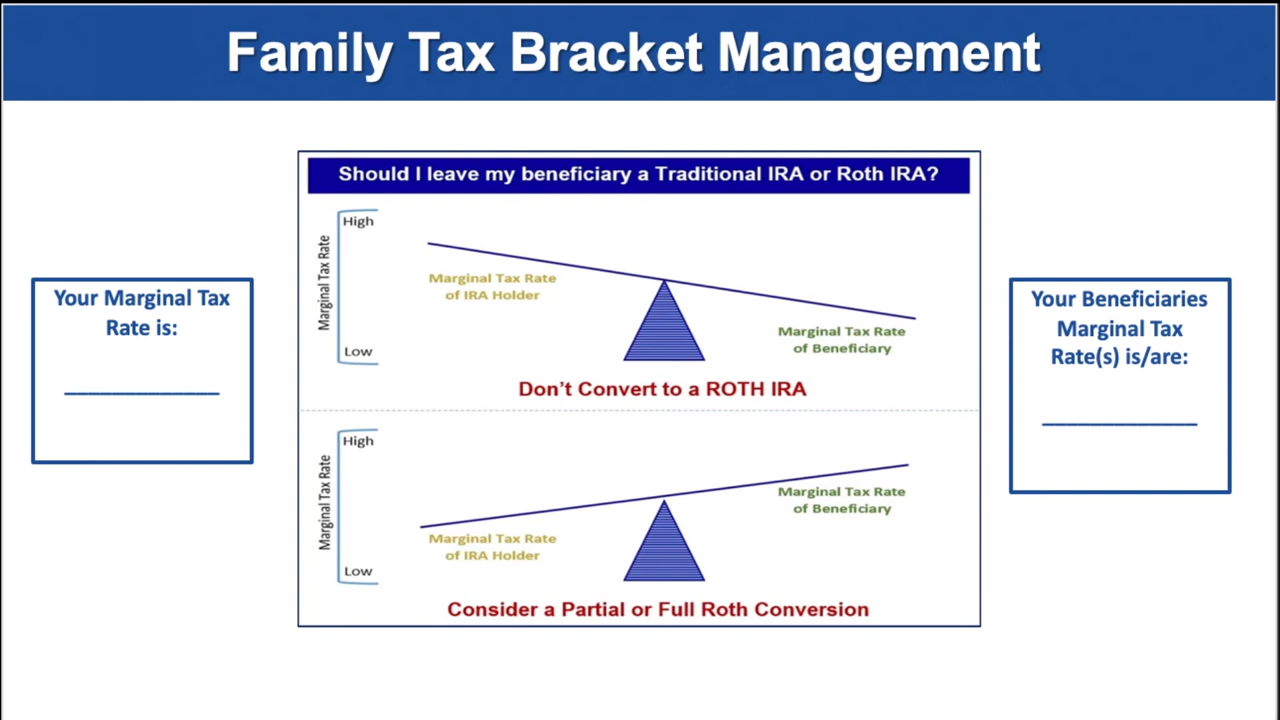 Family Tax Bracket Management
Should I leave my beneficiary a Traditional IRA or Roth IRA?
Marginal Tax Rate
High
Low
Marginal Tax Rate
of IRA Holder
Marginal Tax Rate
of Beneficiary
Don’t Convert to a ROTH IRA
Your Marginal Tax
Rate is:
_____________
Your Beneficiaries
Marginal Tax
Rate(s) is/are:
_____________
Marginal Tax Rate
High
Low
Marginal Tax Rate
of IRA Holder
Marginal Tax Rate
of Beneficiary
Consider a Partial or Full Roth Conversion